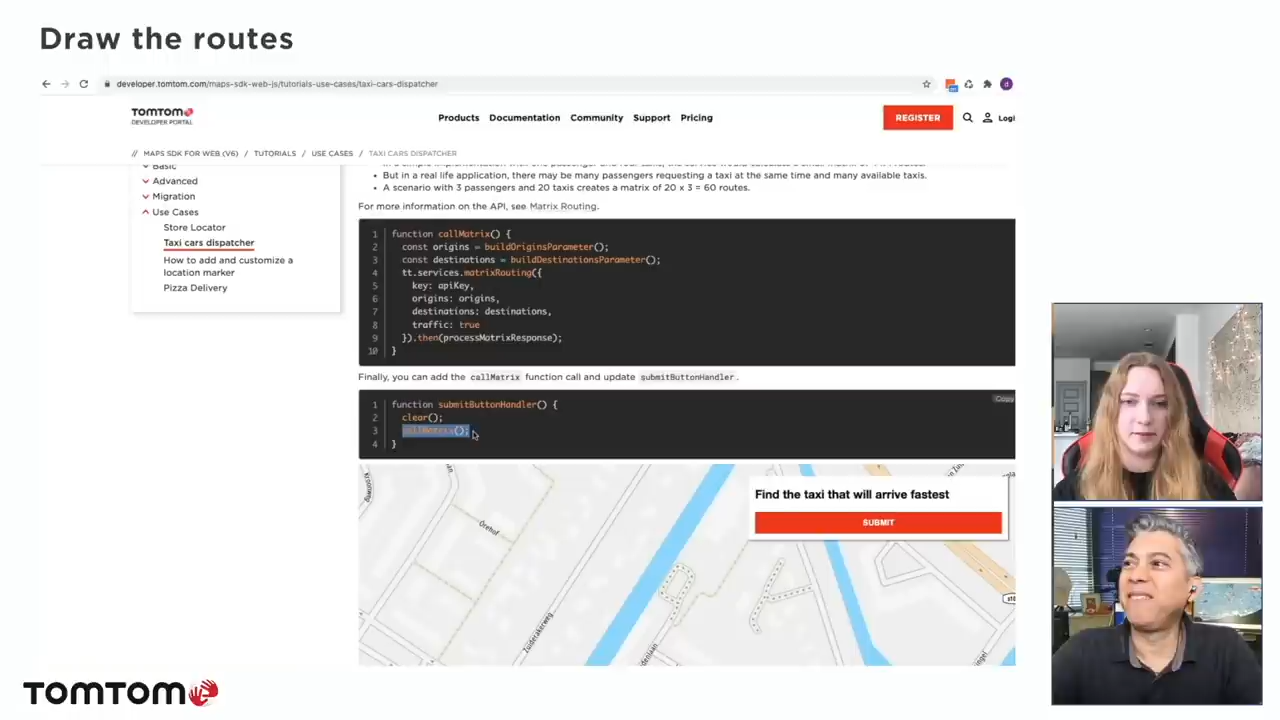 Draw the routes
developer.tomtom.com/maps-sdk-web-js/tutorials-use-cases/taxi-cars-dispatcher
TOMTOM
DEVELOPER PORTAL
Products Documentation Community Support Pricing
REGISTER
Logi
// MAPS SDK FOR WEB (V6) / TUTORIALS / USE CASES / TAXI CARS DISPATCHER
Basic
Advanced
Migration
Use Cases
Store Locator
Taxi cars dispatcher
How to add and customize a
location marker
Pizza Delivery
• But in a real life application, there may be many passengers requesting a taxi at the same time and many available taxis.
• A scenario with 3 passengers and 20 taxis creates a matrix of 20 x 3 = 60 routes.
For more information on the API, see Matrix Routing.
1 function callMatrix() {
2 const origins = buildOriginsParameter();
3 const destinations = buildDestinationsParameter();
4 tt.services.matrixRouting({
5 key: apiKey,
6 origins: origins,
7 destinations: destinations,
8 traffic: true
9 }).then(processMatrixResponse);
10 }
Finally, you can add the callMatrix function call and update submitButtonHandler.
Copy
1 function submitButtonHandler() {
2 clear();
3 callMatrix();
4 }
Find the taxi that will arrive fastest
SUBMIT
Örehof
Zuiderakerweg
TOMTOM